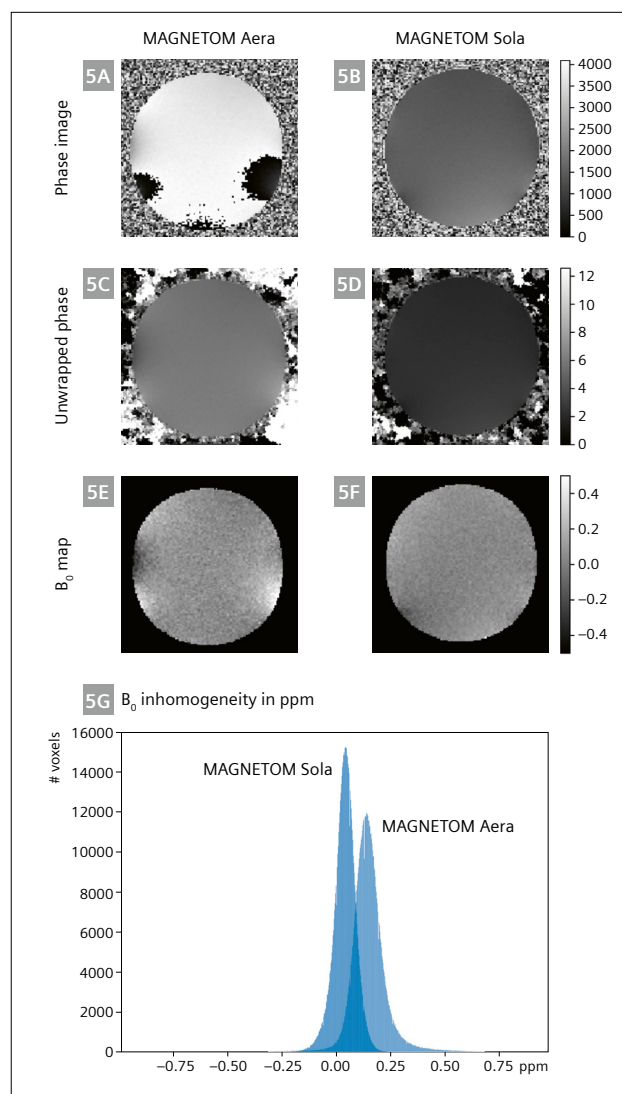 MAGNETOM Aera MAGNETOM Sola
5A 5B
Phase image
4000
3500
3000
2500
2000
1500
1000
500
0
5C 5D
Unwrapped phase
12
10
8
6
4
2
0
5E 5F
B₀ map
0.4
0.2
0.0
−0.2
−0.4
5G B₀ inhomogeneity in ppm
# voxels
16000
14000
12000
10000
8000
6000
4000
2000
0
MAGNETOM Sola
MAGNETOM Aera
−0.75 −0.50 −0.25 0.00 0.25 0.50 0.75 ppm